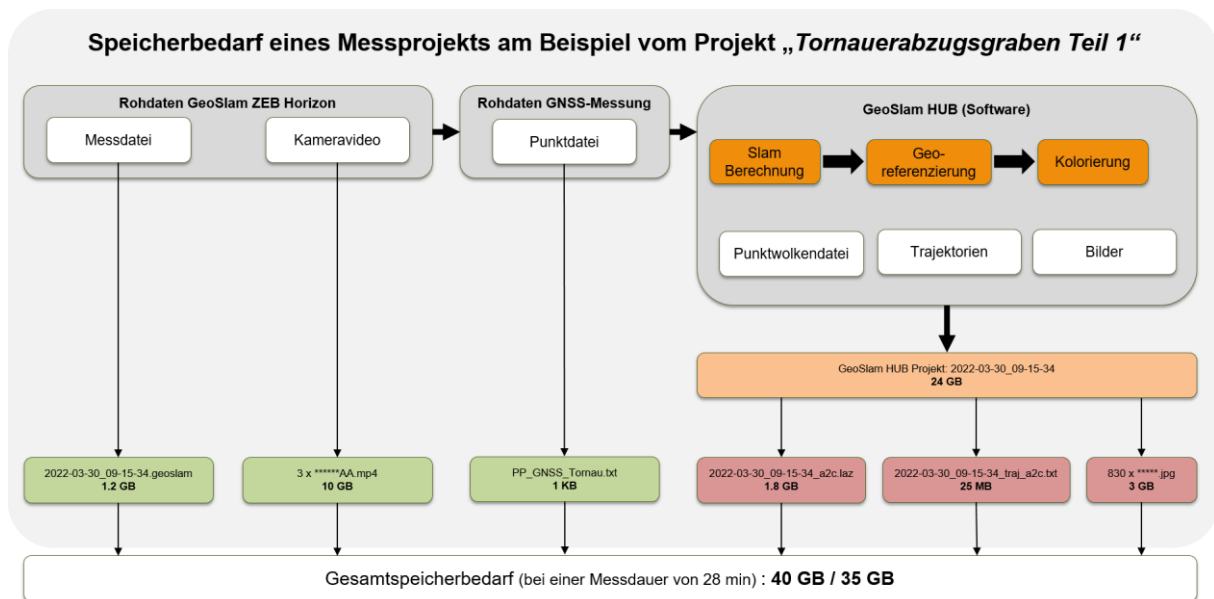 Speicherbedarf eines Messprojekts am Beispiel vom Projekt „Tornauerabzugsgraben Teil 1“
Rohdaten GeoSlam ZEB Horizon
Messdatei
Kameravideo
Rohdaten GNSS-Messung
Punktdatei
GeoSlam HUB (Software)
Slam
Berechnung
Geo-
referenzierung
Kolorierung
Punktwolkendatei
Trajektorien
Bilder
GeoSlam HUB Projekt: 2022-03-30_09-15-34
24 GB
2022-03-30_09-15-34.geoslam
1.2 GB
3 x ******AA.mp4
10 GB
PP_GNSS_Tornau.txt
1 KB
2022-03-30_09-15-34_a2c.laz
1.8 GB
2022-03-30_09-15-34_traj_a2c.txt
25 MB
830 x *****.jpg
3 GB
Gesamtspeicherbedarf (bei einer Messdauer von 28 min) : 40 GB / 35 GB